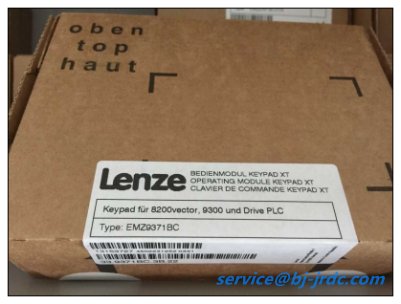 oben
top
haut
Lenze
BEDIENMODUL KEYPAD XT
OPERATING MODULE KEYPAD XT
CLAVIER DE COMMANDE KEYPAD XT
Keypad für 8200vector, 9300 und Drive PLC
Type: EMZ9371BC
service@bj-jrdc.com